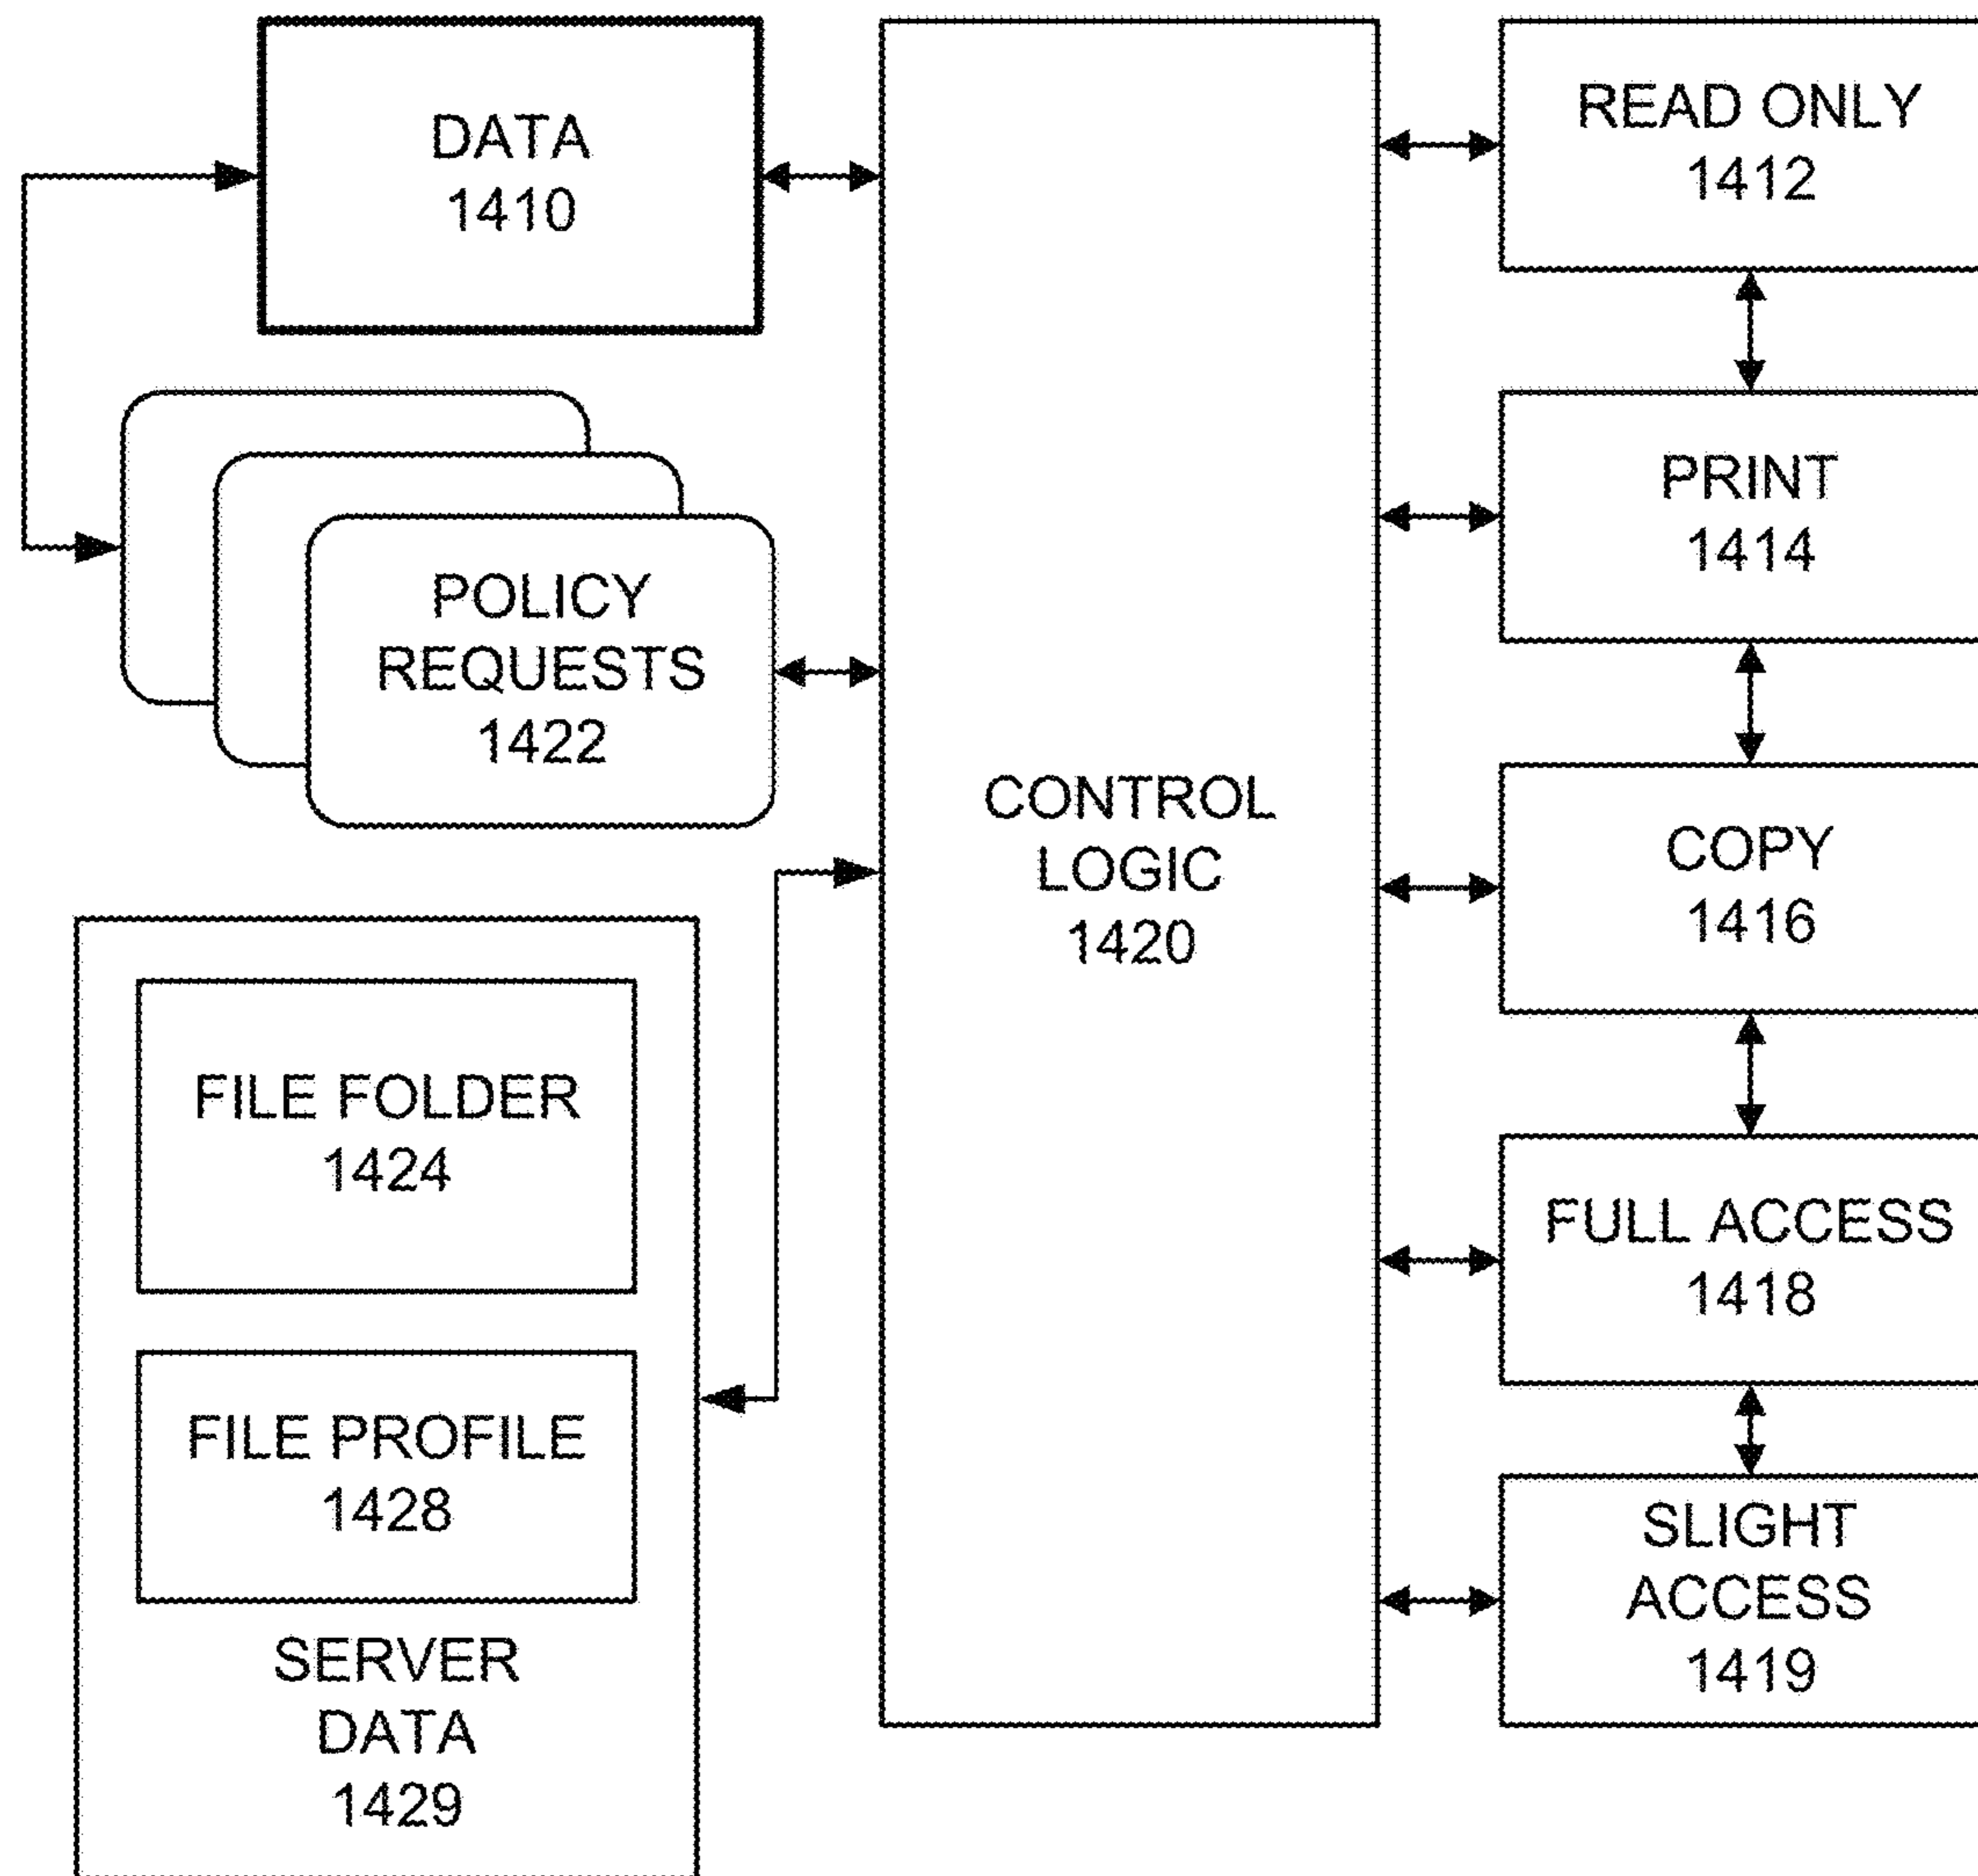 DATA
1410
POLICY
REQUESTS
1422
FILE FOLDER
1424
FILE PROFILE
1428
SERVER
DATA
1429
CONTROL
LOGIC
1420
READ ONLY
1412
PRINT
1414
COPY
1416
FULL ACCESS
1418
SLIGHT
ACCESS
1419